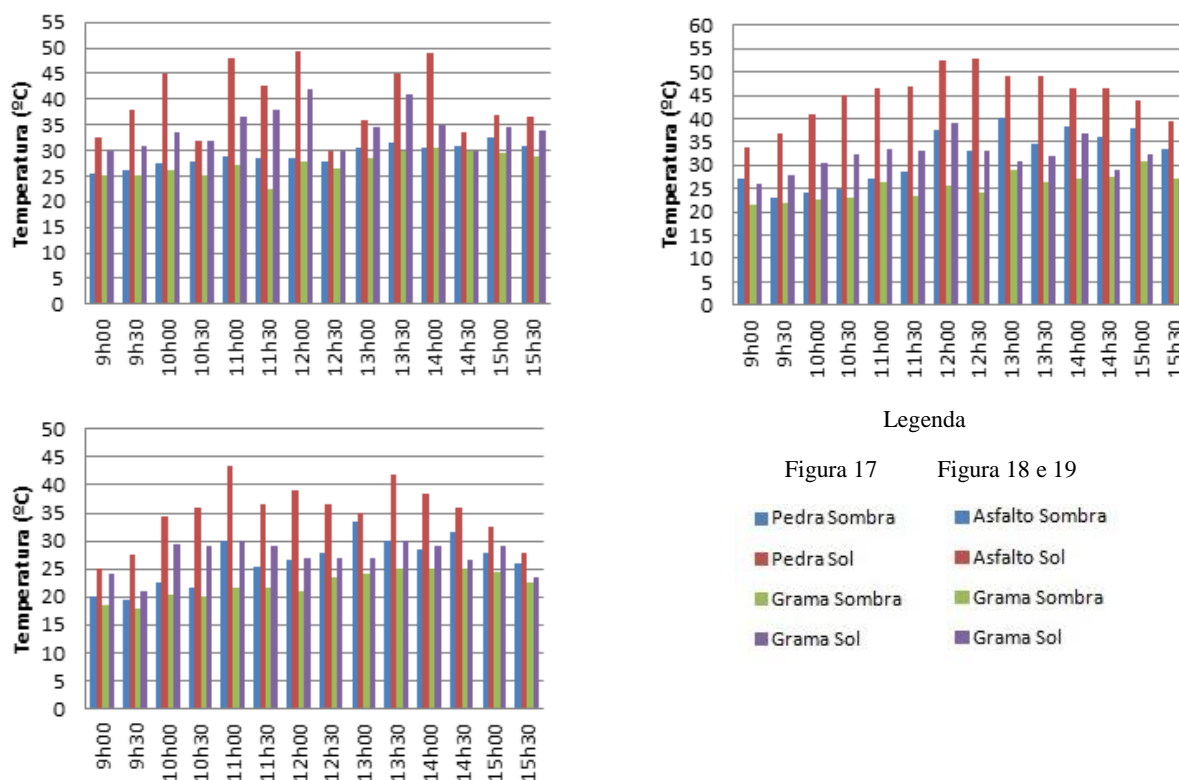 Temperatura (ºC)
55
50
45
40
35
30
25
20
15
10
5
0
9h00
9h30
10h00
10h30
11h00
11h30
12h00
12h30
13h00
13h30
14h00
14h30
15h00
15h30
Temperatura (ºC)
60
55
50
45
40
35
30
25
20
15
10
5
0
9h00
9h30
10h00
10h30
11h00
11h30
12h00
12h30
13h00
13h30
14h00
14h30
15h00
15h30
Temperatura (ºC)
50
45
40
35
30
25
20
15
10
5
0
9h00
9h30
10h00
10h30
11h00
11h30
12h00
12h30
13h00
13h30
14h00
14h30
15h00
15h30
Legenda
Figura 17
Figura 18 e 19
Pedra Sombra
Asfalto Sombra
Pedra Sol
Asfalto Sol
Grama Sombra
Grama Sombra
Grama Sol
Grama Sol